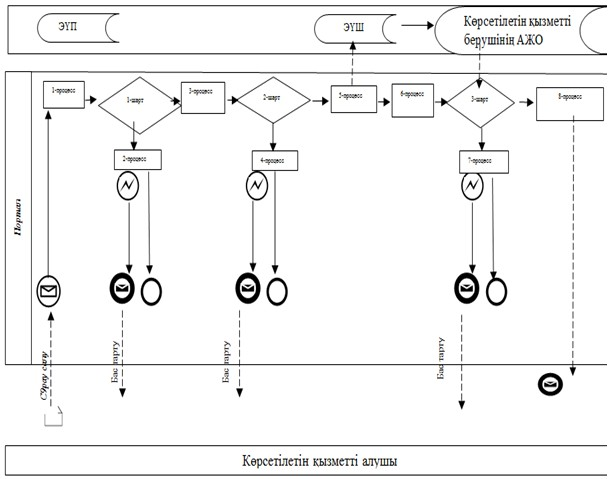 ЭҮП
ЭҮШ
Көрсетілетін қызметті
берушінің АЖО
1-процесс
1-шарт
3-процесс
2-шарт
5-процесс
6-процесс
3-шарт
8-процесс
2-процесс
4-процесс
7-процесс
Портал
Сұрау салу
Бас тарту
Бас тарту
Бас тарту
Көрсетілетін қызметті алушы